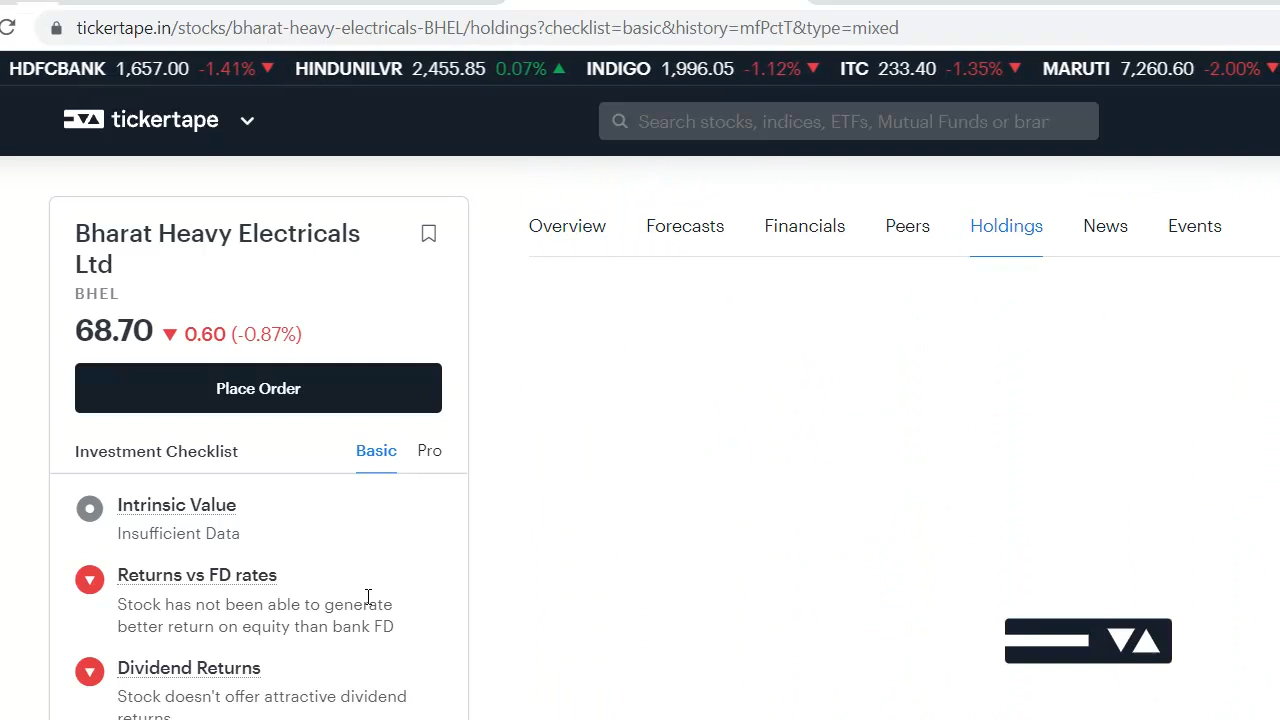 tickertape.in/stocks/bharat-heavy-electricals-BHEL/holdings?checklist=basic&history=mfPctT&type=mixed
HDFCBANK 1,657.00 -1.41% ▼ HINDUNILVR 2,455.85 0.07% ▲ INDIGO 1,996.05 -1.12% ▼ ITC 233.40 -1.35% ▼ MARUTI 7,260.60 -2.00% ▼
tickertape
Search stocks, indices, ETFs, Mutual Funds or brar
Bharat Heavy Electricals
Ltd
BHEL
68.70 ▼ 0.60 (-0.87%)
Place Order
Investment Checklist Basic Pro
Intrinsic Value
Insufficient Data
Returns vs FD rates
Stock has not been able to generate
better return on equity than bank FD
Dividend Returns
Stock doesn't offer attractive dividend
returns
Overview Forecasts Financials Peers Holdings News Events